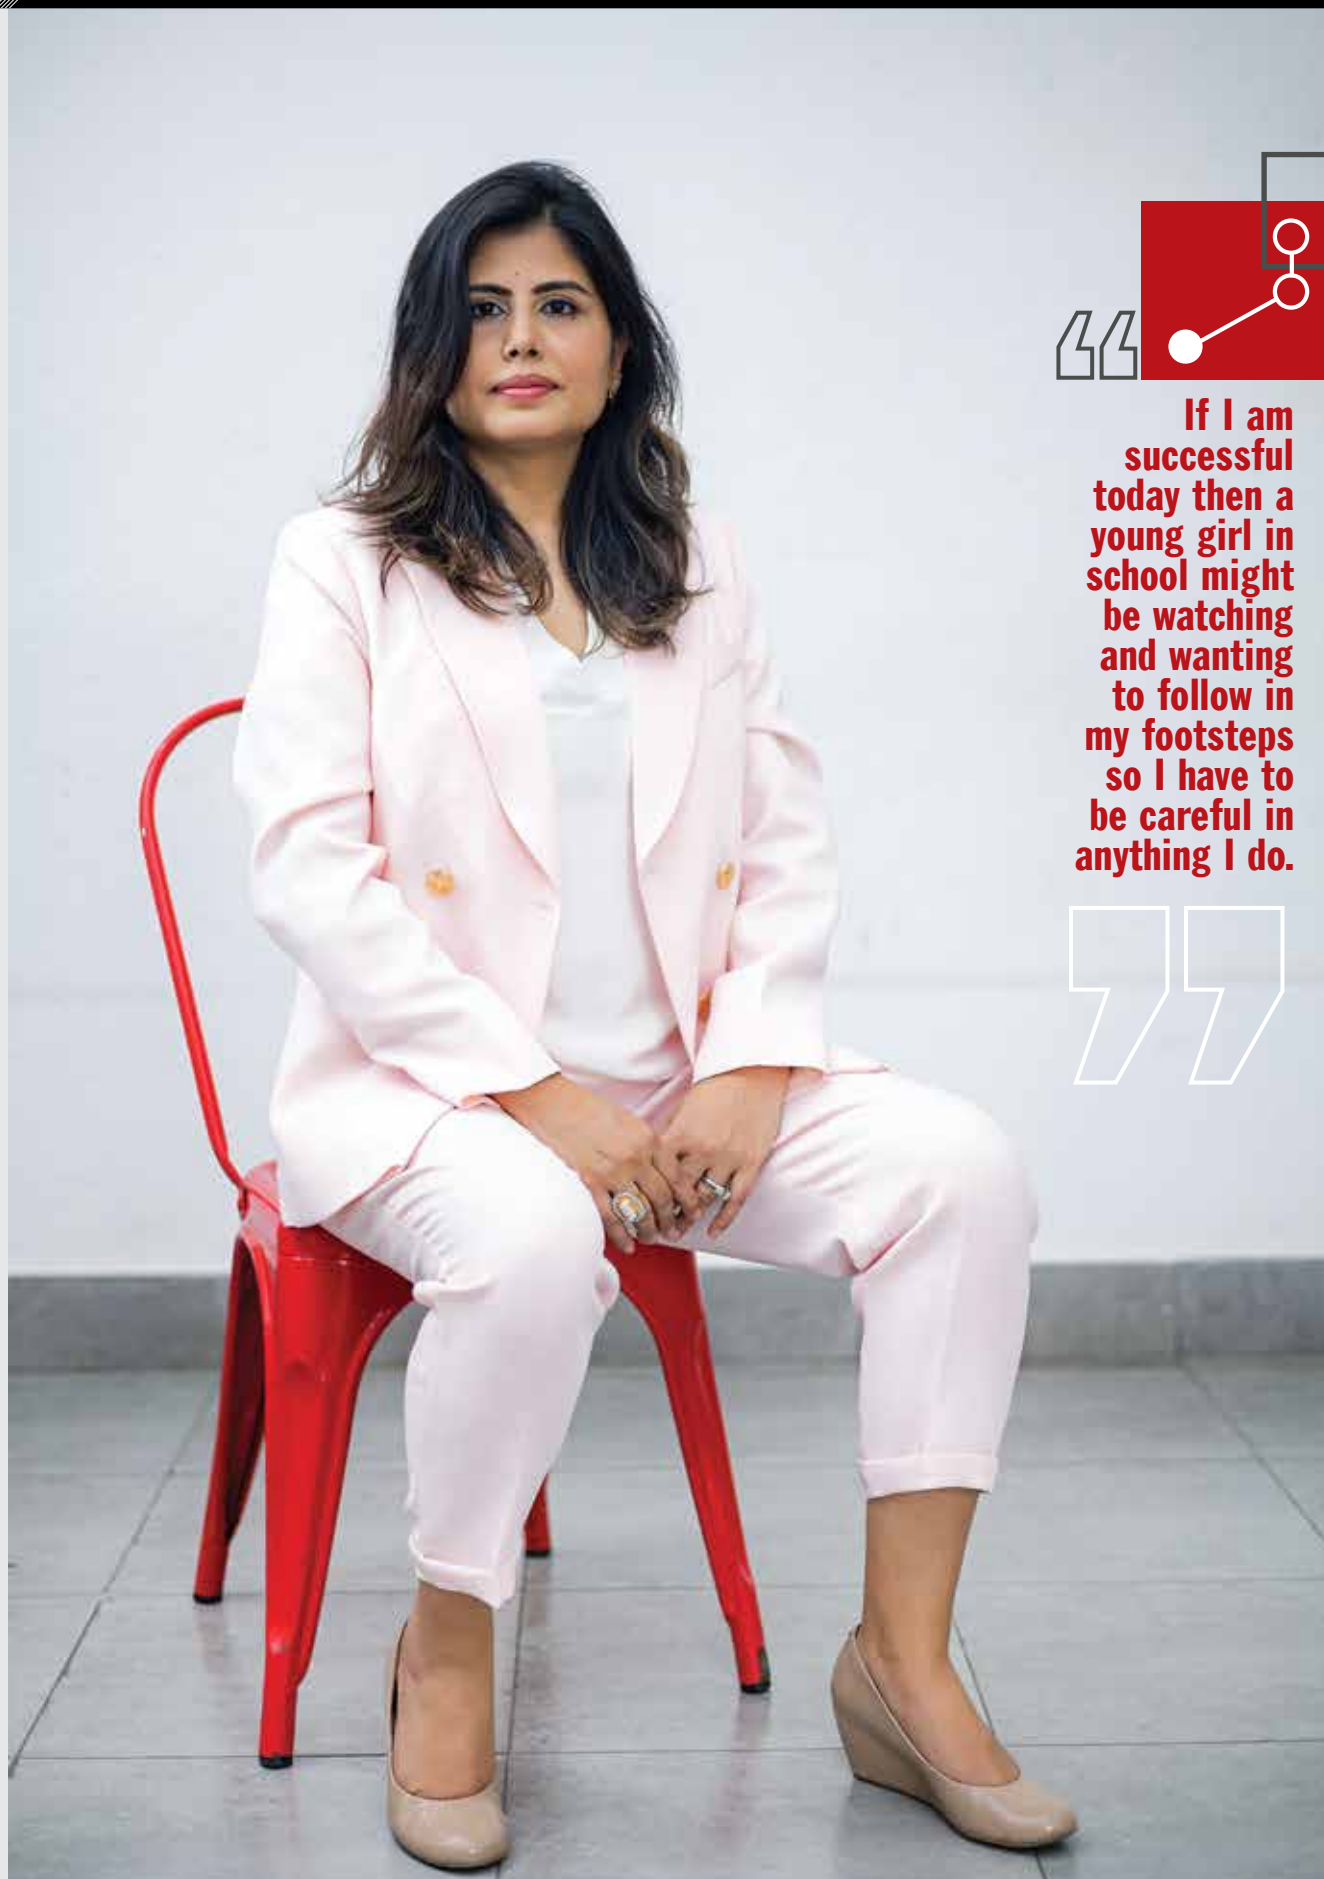 If I am
successful
today then a
young girl in
school might
be watching
and wanting
to follow in
my footsteps
so I have to
be careful in
anything I do.